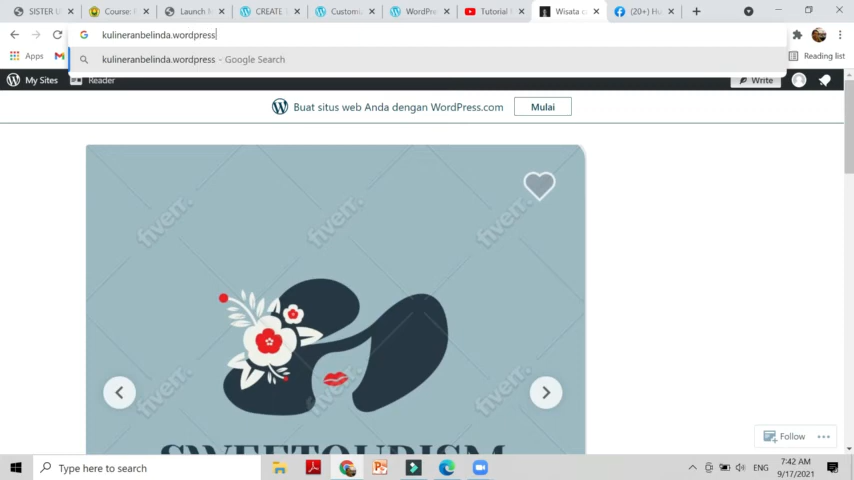 SISTER U
Course: F
Launch M
CREATE
Customi
WordPre
Tutorial
Wisata
(20+) Hu
kulineranbelinda.wordpress
kulineranbelinda.wordpress - Google Search
Apps
Reading list
My Sites
Reader
Write
Buat situs web Anda dengan WordPress.com
Mulai
fiverr.
fiverr.
fiverr.
fiverr.
fiverr.
SWEETOURISM
Follow
Type here to search
ENG
7:42 AM
9/17/2021